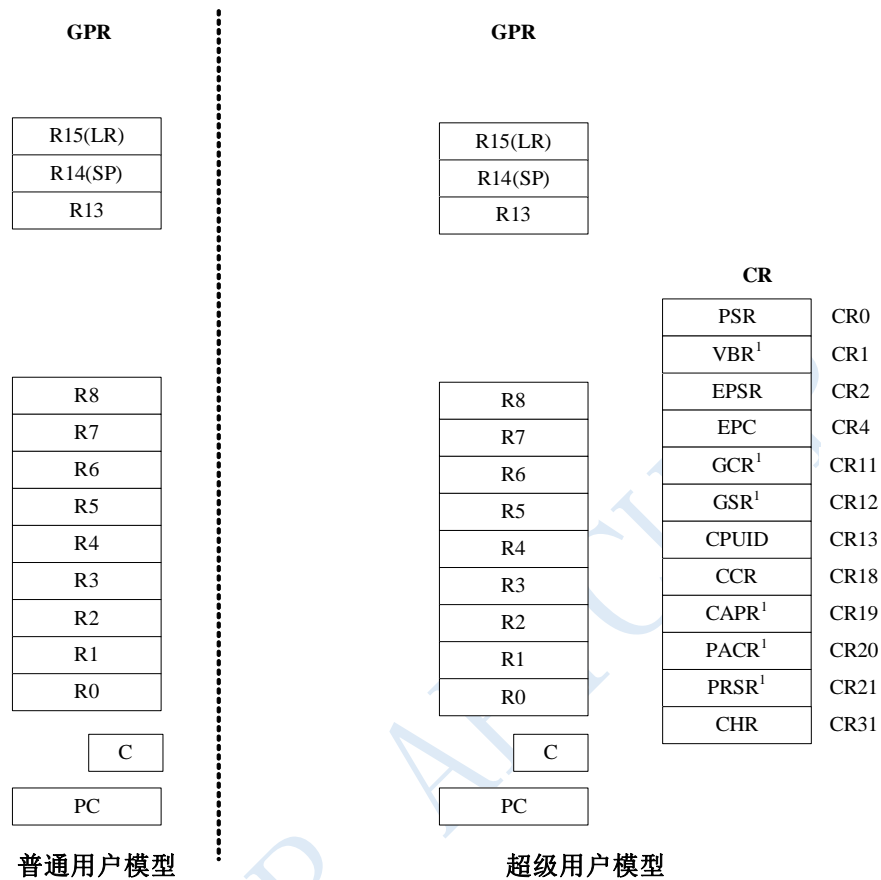 GPR
R15(LR)
R14(SP)
R13
R8
R7
R6
R5
R4
R3
R2
R1
R0
C
PC
普通用户模型
GPR
R15(LR)
R14(SP)
R13
R8
R7
R6
R5
R4
R3
R2
R1
R0
C
PC
超级用户模型
CR
PSR CR0
VBR¹ CR1
EPSR CR2
EPC CR4
GCR¹ CR11
GSR¹ CR12
CPUID CR13
CCR CR18
CAPR¹ CR19
PACR¹ CR20
PRSR¹ CR21
CHR CR31